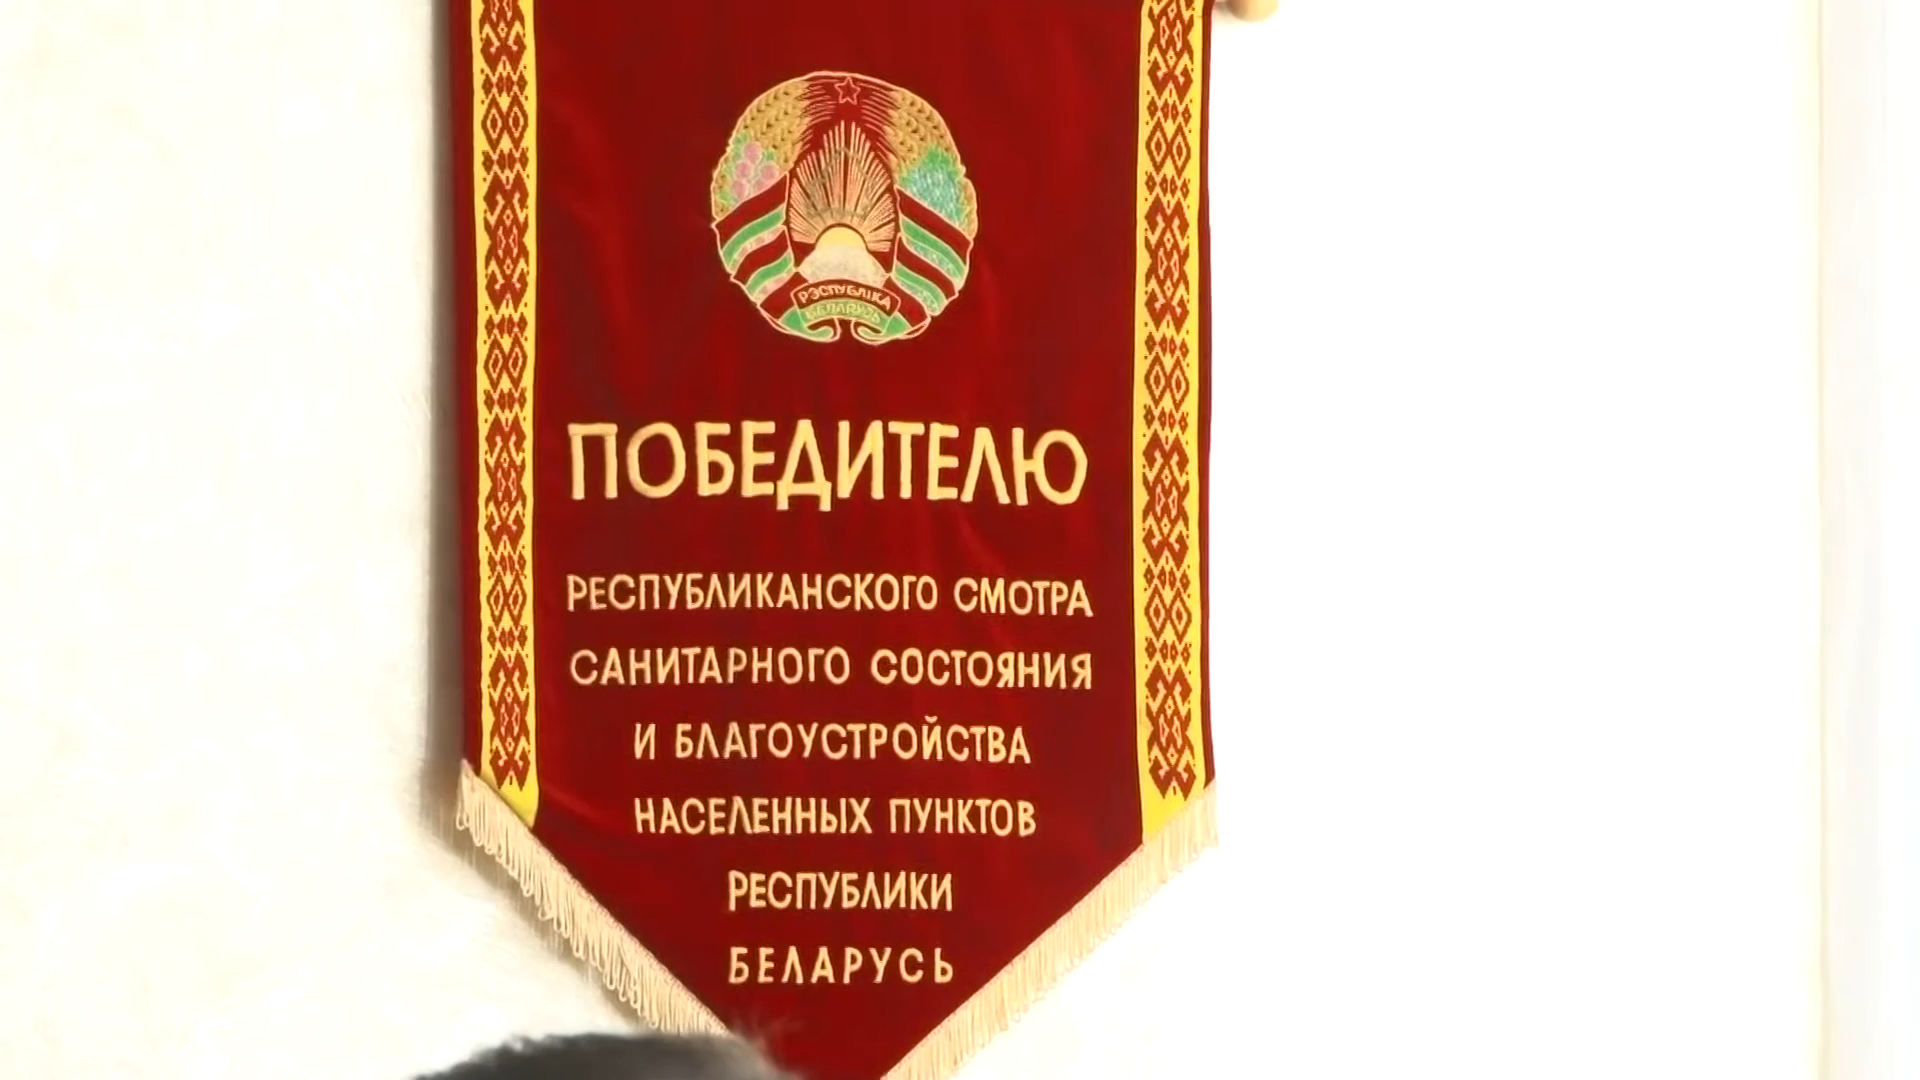 РЭСПУБЛІКА
БЕЛАРУСЬ
ПОБЕДИТЕЛЮ
РЕСПУБЛИКАНСКОГО СМОТРА
САНИТАРНОГО СОСТОЯНИЯ
И БЛАГОУСТРОЙСТВА
НАСЕЛЕННЫХ ПУНКТОВ
РЕСПУБЛИКИ
БЕЛАРУСЬ